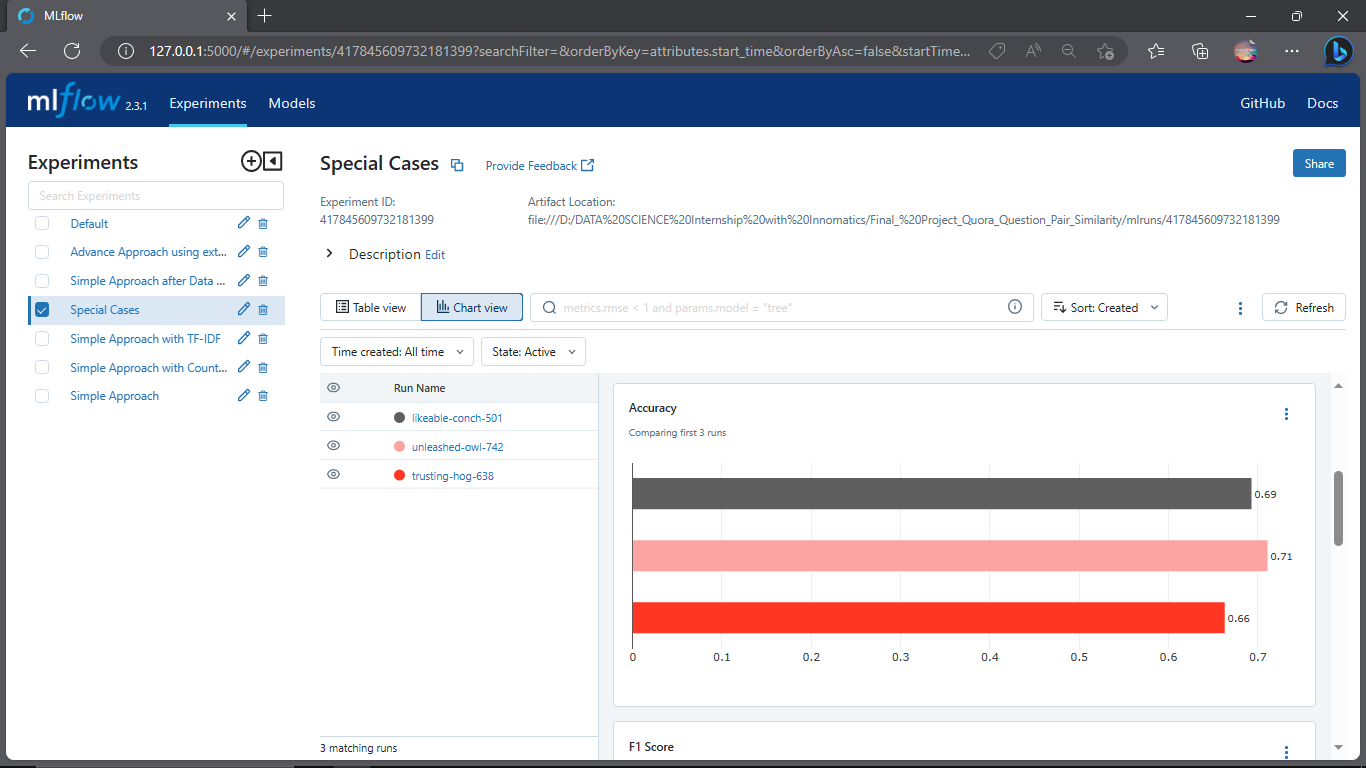 MLflow
127.0.0.1:5000/#/experiments/417845609732181399?searchFilter=&orderByKey=attributes.start_time&orderByAsc=false&startTime...
mlflow 2.3.1 Experiments Models GitHub Docs
Experiments
Search Experiments
Default
Advance Approach using ext...
Simple Approach after Data ...
Special Cases
Simple Approach with TF-IDF
Simple Approach with Count...
Simple Approach
Special Cases Provide Feedback Share
Experiment ID: Artifact Location:
417845609732181399 file:///D:/DATA%20SCIENCE%20Internship%20with%20Innomatics/Final_%20Project_Quora_Question_Pair_Similarity/mlruns/417845609732181399
Description Edit
Table view Chart view metrics.rmse < 1 and params.model = "tree" Sort: Created Refresh
Time created: All time State: Active
Run Name
likeable-conch-501
unleashed-owl-742
trusting-hog-638
3 matching runs
Accuracy
Comparing first 3 runs
0.69
0.71
0.66
0 0.1 0.2 0.3 0.4 0.5 0.6 0.7
F1 Score